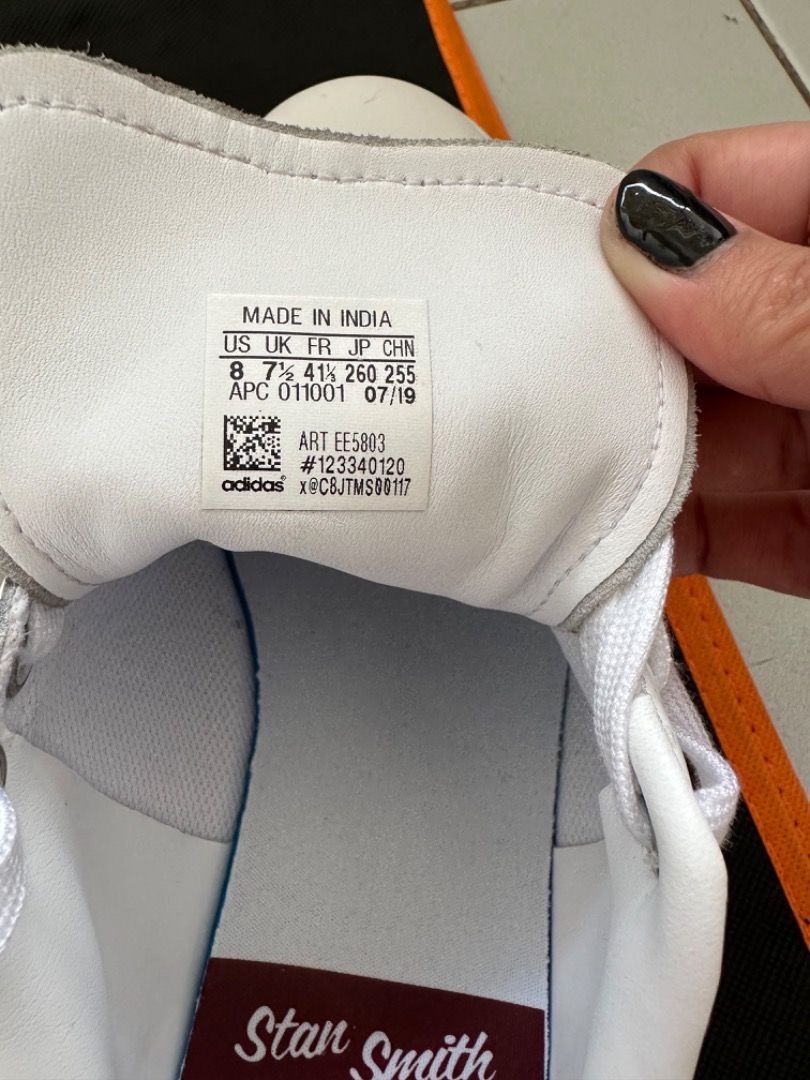 MADE IN INDIA
US UK FR JP CHN
8 7½ 41⅓ 260 255
APC 011001 07/19
ART EE5803
#123340120
adidas® x@C8JTMS00117
Stan
Smith